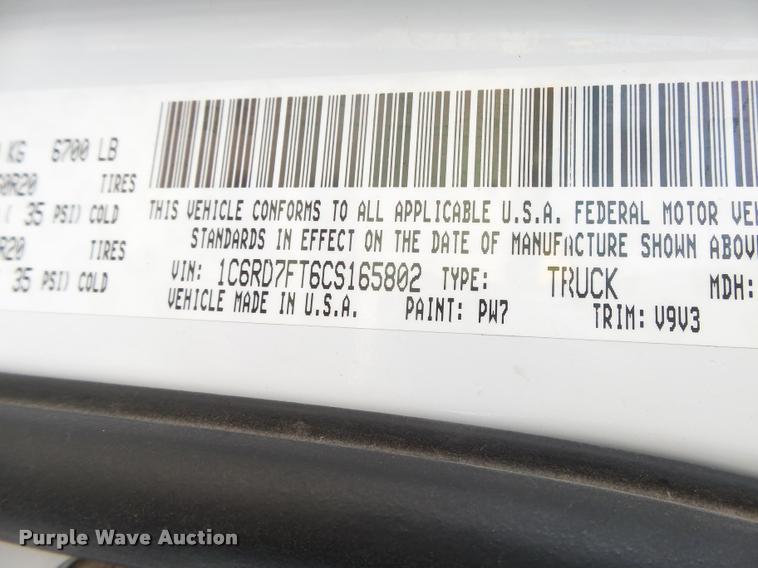 KG 6700 LB
TIRES
35 PSI) COLD
TIRES
35 PSI) COLD
THIS VEHICLE CONFORMS TO ALL APPLICABLE U.S.A. FEDERAL MOTOR VEH
STANDARDS IN EFFECT ON THE DATE OF MANUFACTURE SHOWN ABOV
VIN: 1C6RD7FT6CS165802 TYPE: TRUCK MDH:
VEHICLE MADE IN U.S.A. PAINT: PW7 TRIM: V9V3
Purple Wave Auction